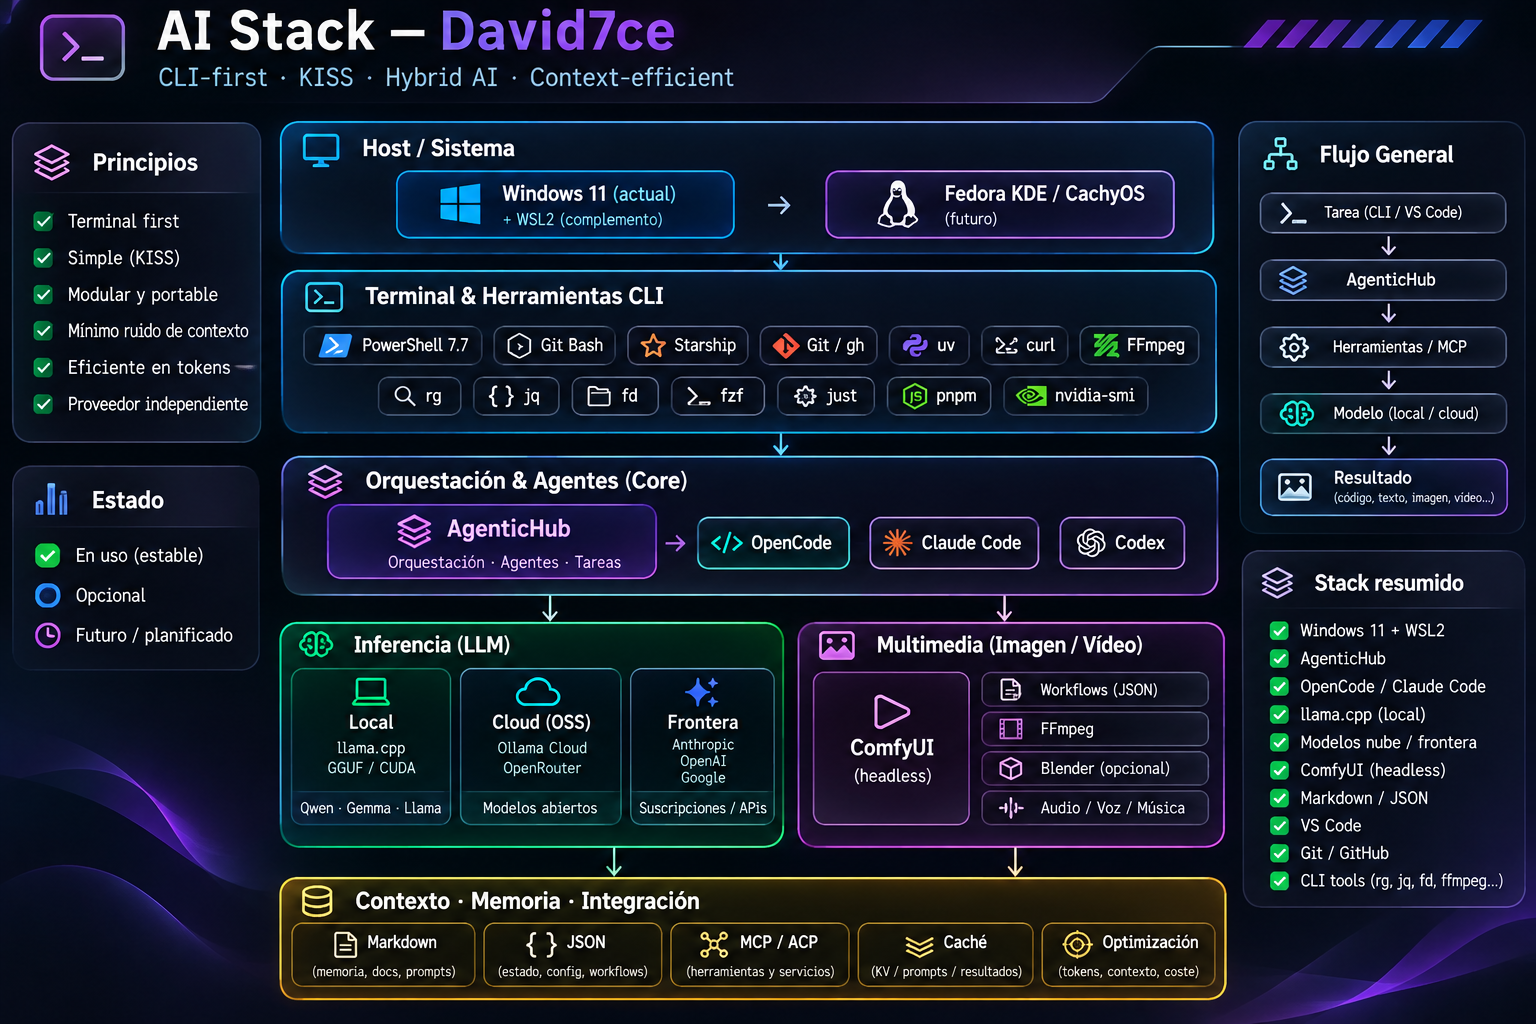 AI Stack — David7ce
CLI-first · KISS · Hybrid AI · Context-efficient
Principios
Terminal first
Simple (KISS)
Modular y portable
Mínimo ruido de contexto
Eficiente en tokens
Proveedor independiente
Estado
En uso (estable)
Opcional
Futuro / planificado
Host / Sistema
Windows 11 (actual)
+ WSL2 (complemento)
Fedora KDE / CachyOS
(futuro)
Terminal & Herramientas CLI
PowerShell 7.7
Git Bash
Starship
Git / gh
uv
curl
FFmpeg
rg
jq
fd
fzf
just
pnpm
nvidia-smi
Orquestación & Agentes (Core)
AgenticHub
Orquestación · Agentes · Tareas
OpenCode
Claude Code
Codex
Inferencia (LLM)
Local
llama.cpp
GGUF / CUDA
Qwen · Gemma · Llama
Cloud (OSS)
Ollama Cloud
OpenRouter
Modelos abiertos
Frontera
Anthropic
OpenAI
Google
Suscripciones / APIs
Multimedia (Imagen / Vídeo)
ComfyUI
(headless)
Workflows (JSON)
FFmpeg
Blender (opcional)
Audio / Voz / Música
Contexto · Memoria · Integración
Markdown
(memoria, docs, prompts)
JSON
(estado, config, workflows)
MCP / ACP
(herramientas y servicios)
Caché
(KV / prompts / resultados)
Optimización
(tokens, contexto, coste)
Flujo General
Tarea (CLI / VS Code)
AgenticHub
Herramientas / MCP
Modelo (local / cloud)
Resultado
(código, texto, imagen, vídeo...)
Stack resumido
Windows 11 + WSL2
AgenticHub
OpenCode / Claude Code
llama.cpp (local)
Modelos nube / frontera
ComfyUI (headless)
Markdown / JSON
VS Code
Git / GitHub
CLI tools (rg, jq, fd, ffmpeg...)